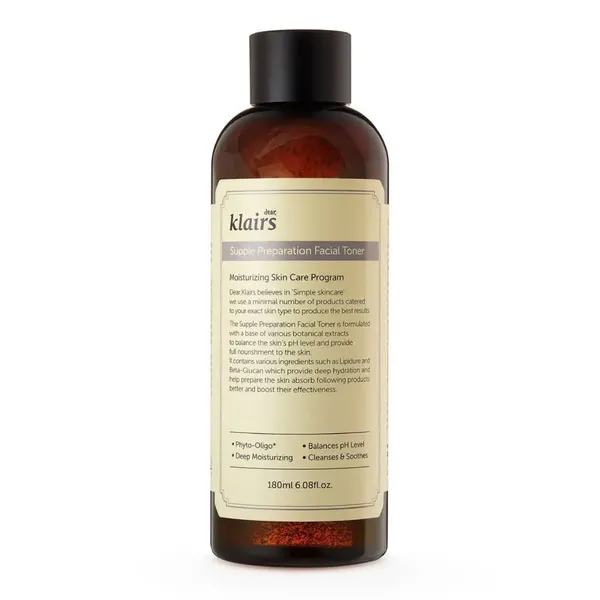 dear,
klairs
Supple Preparation Facial Toner
Moisturizing Skin Care Program
Dear, Klairs believes in 'Simple skincare'
we use a minimal number of products catered
to your exact skin type to produce the best results
The Supple Preparation Facial Toner is formulated
with a base of various botanical extracts
to balance the skin's pH level and provide
full nourishment to the skin.
It contains various ingredients such as Lipidure and
Beta-Glucan which provide deep hydration and
help prepare the skin absorb following products
better and boost their effectiveness.
• Phyto-Oligo* • Balances pH Level
• Deep Moisturizing • Cleanses & Soothes
180ml 6.08fl.oz.